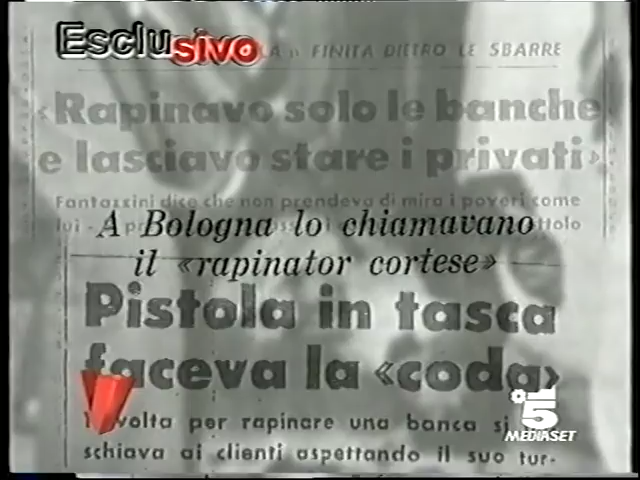 Esclusivo
A» FINITA DIETRO LE SBARRE
«Rapinavo solo le banche
e lasciavo stare i privati»
Fantazzini dice che non prendeva di mira i poveri come
lui -
A Bologna lo chiamavano
il «rapinator cortese»
Pistola in tasca
faceva la «coda»
volta per rapinare una banca si
schiava ai clienti aspettando il suo tur-
5
MEDIASET